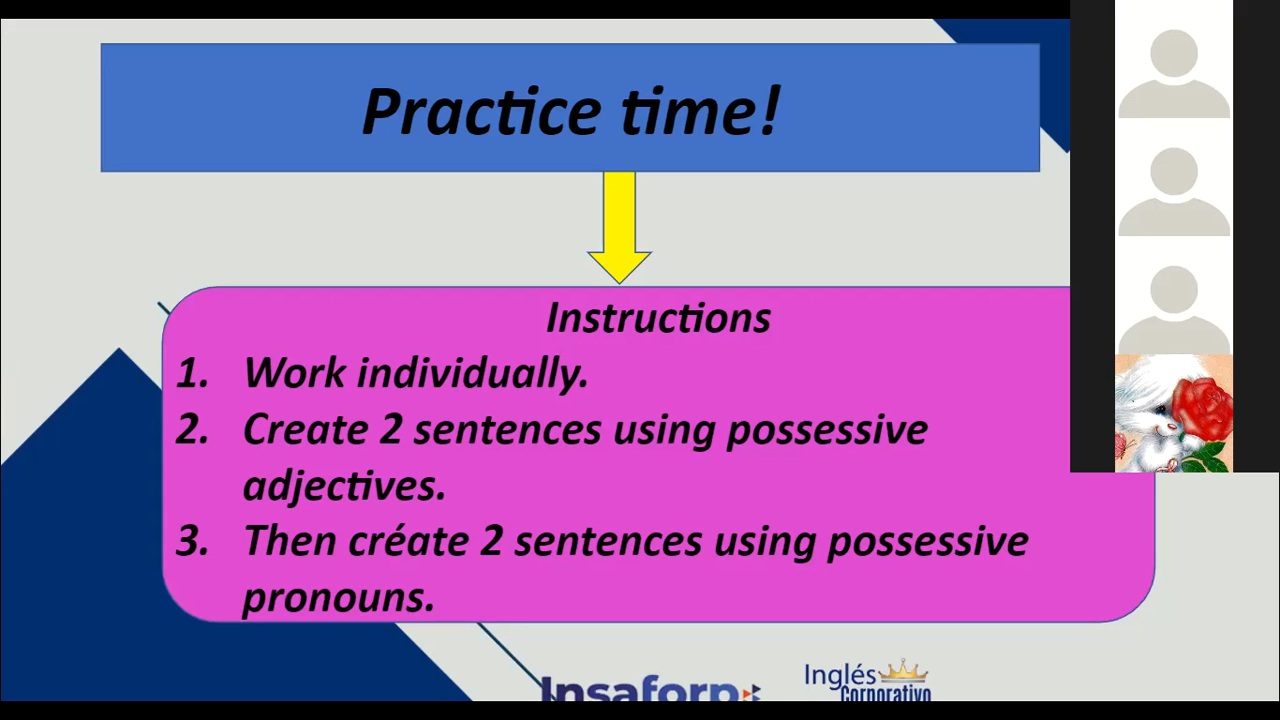 Practice time!
Instructions
1. Work individually.
2. Create 2 sentences using possessive
adjectives.
3. Then créate 2 sentences using possessive
pronouns.
Insaforp
Inglés
Corporativo